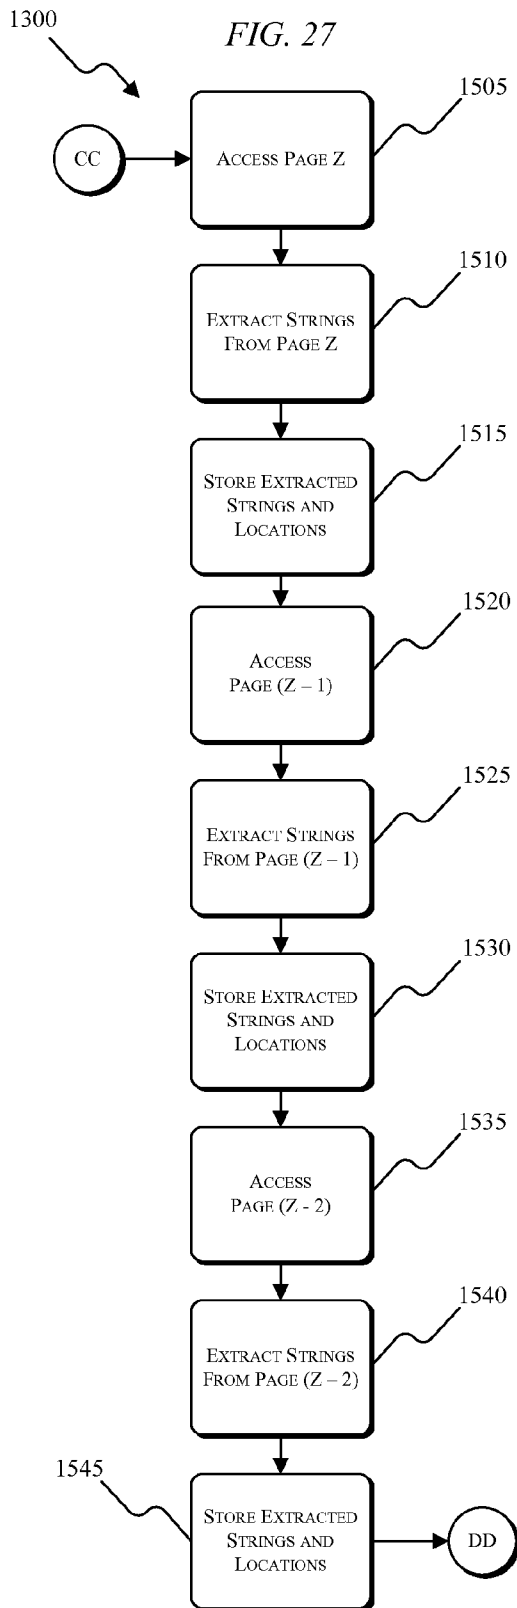 1300
FIG. 27
1505
CC
ACCESS PAGE Z
1510
EXTRACT STRINGS
FROM PAGE Z
1515
STORE EXTRACTED
STRINGS AND
LOCATIONS
1520
ACCESS
PAGE (Z – 1)
1525
EXTRACT STRINGS
FROM PAGE (Z – 1)
1530
STORE EXTRACTED
STRINGS AND
LOCATIONS
1535
ACCESS
PAGE (Z - 2)
1540
EXTRACT STRINGS
FROM PAGE (Z – 2)
1545
STORE EXTRACTED
STRINGS AND
LOCATIONS
DD